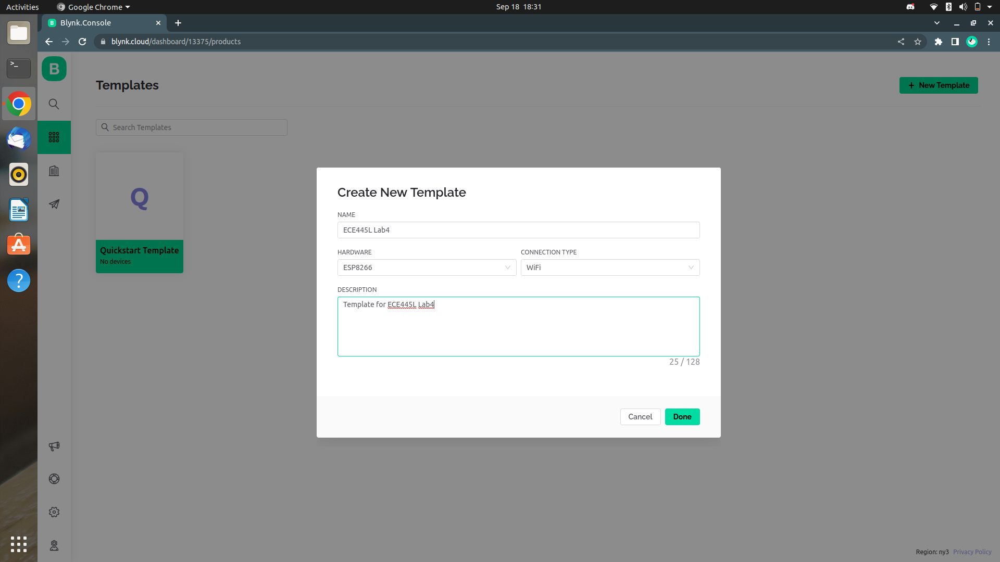 Activities
Google Chrome
Sep 18 18:31
B
Blynk.Console
blynk.cloud/dashboard/13375/products
>_
B
Templates
+ New Template
Search Templates
Q
Quickstart Template
No devices
Create New Template
NAME
ECE445L Lab4
HARDWARE
CONNECTION TYPE
ESP8266
WiFi
DESCRIPTION
Template for ECE445L Lab4
25 / 128
Cancel
Done
A
?
Region: ny3 Privacy Policy